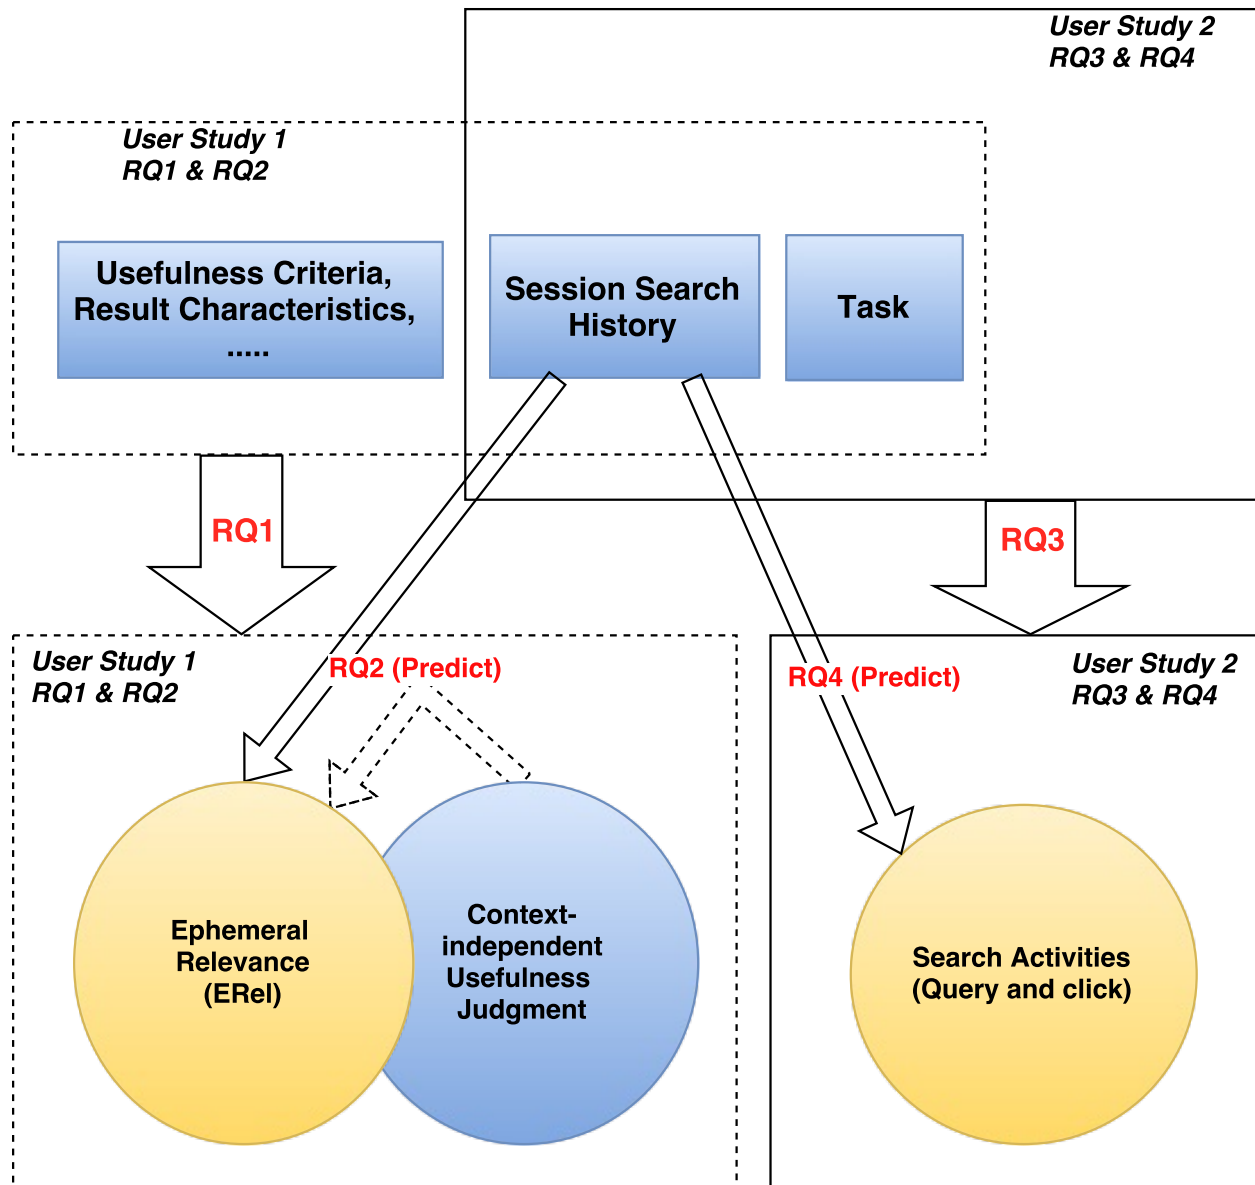 User Study 2
RQ3 & RQ4
User Study 1
RQ1 & RQ2
Usefulness Criteria,
Result Characteristics,
.....
Session Search
History
Task
RQ1
RQ3
User Study 1
RQ1 & RQ2
RQ2 (Predict)
RQ4 (Predict)
User Study 2
RQ3 & RQ4
Ephemeral
Relevance
(ERel)
Context-
independent
Usefulness
Judgment
Search Activities
(Query and click)